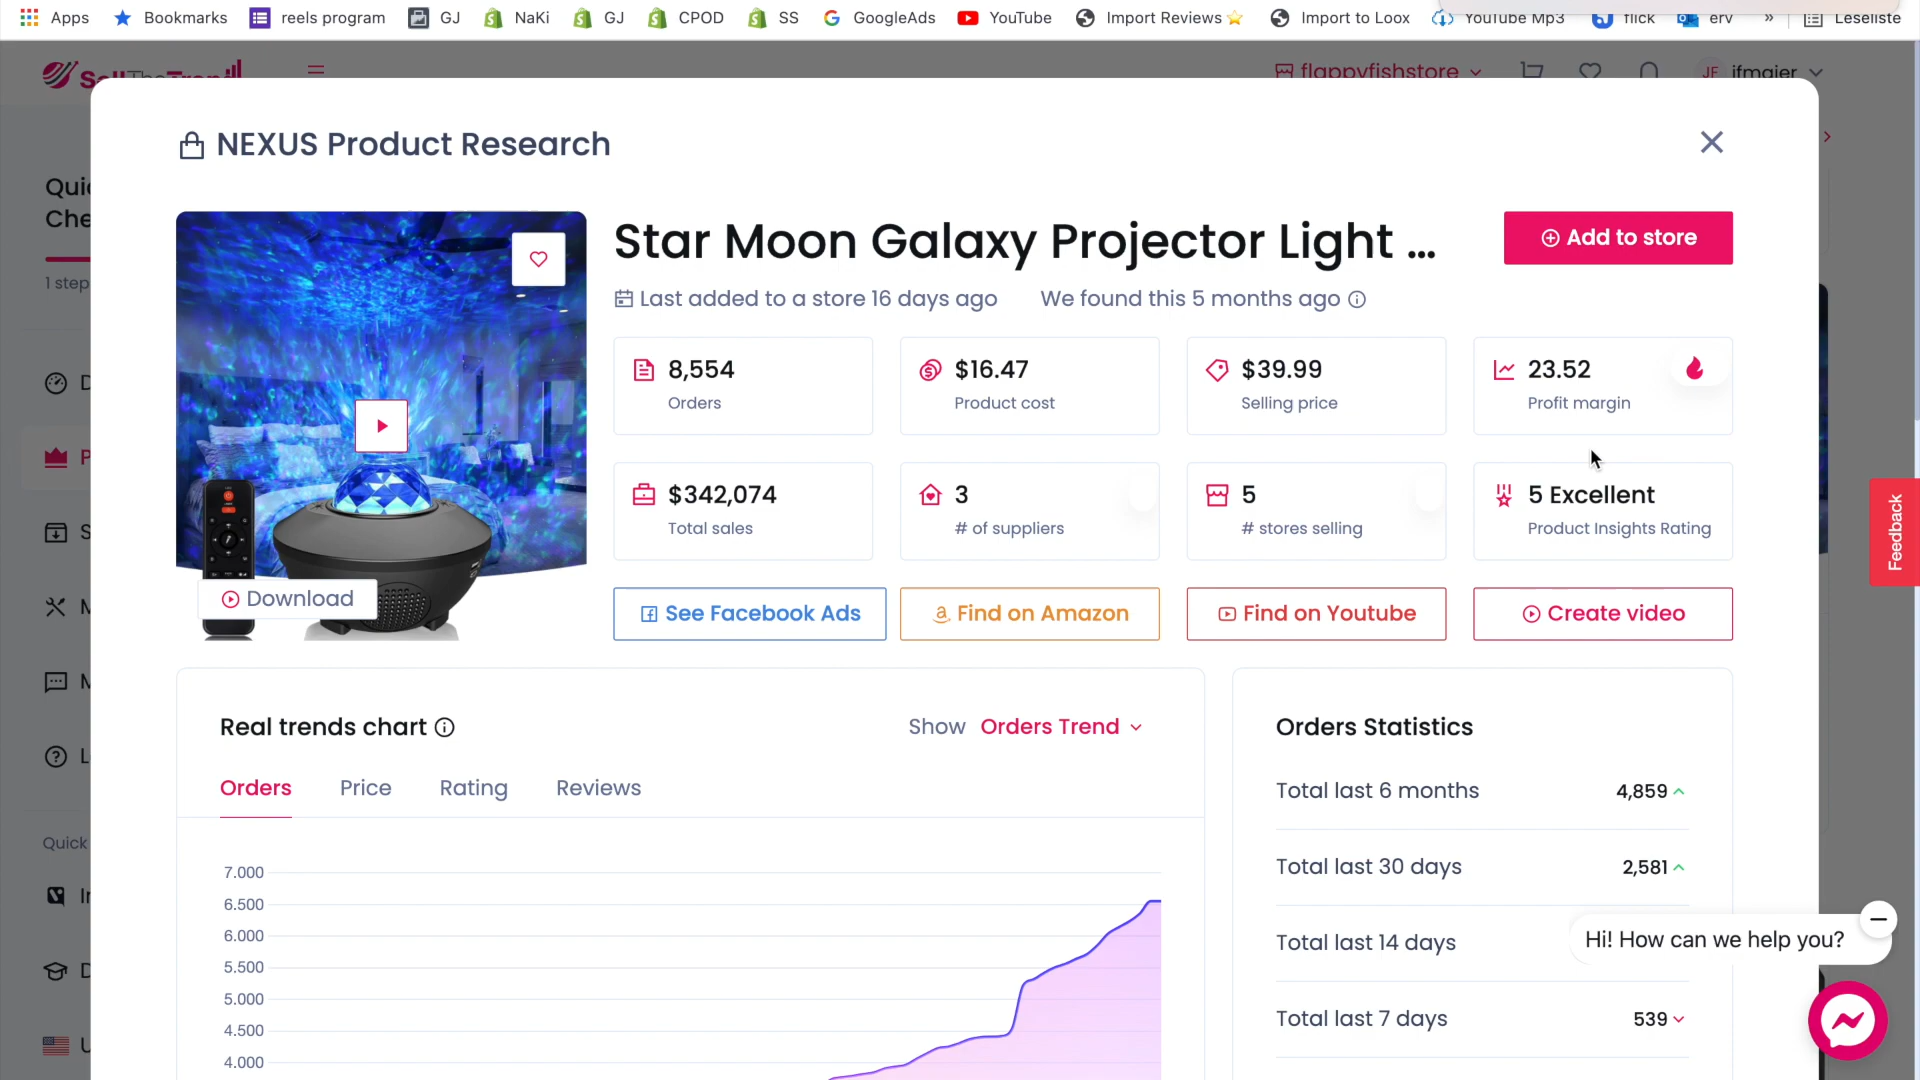 Apps
Bookmarks
reels program
GJ
NaKi
GJ
CPOD
SS
GoogleAds
YouTube
Import Reviews⭐
Import to Loox
YouTube Mp3
flick
erv
»
Leseliste
SellTheTrend
flappyfishstore
JF
jfmaier
NEXUS Product Research
1 step
Quick
Feedback
Star Moon Galaxy Projector Light ...
Add to store
Last added to a store 16 days ago
We found this 5 months ago
8,554
Orders
$16.47
Product cost
$39.99
Selling price
23.52
Profit margin
$342,074
Total sales
3
# of suppliers
5
# stores selling
5 Excellent
Product Insights Rating
Download
See Facebook Ads
Find on Amazon
Find on Youtube
Create video
Real trends chart
Show Orders Trend
Orders
Price
Rating
Reviews
7.000
6.500
6.000
5.500
5.000
4.500
4.000
Orders Statistics
Total last 6 months 4,859
Total last 30 days 2,581
Total last 14 days
Total last 7 days 539
Hi! How can we help you?